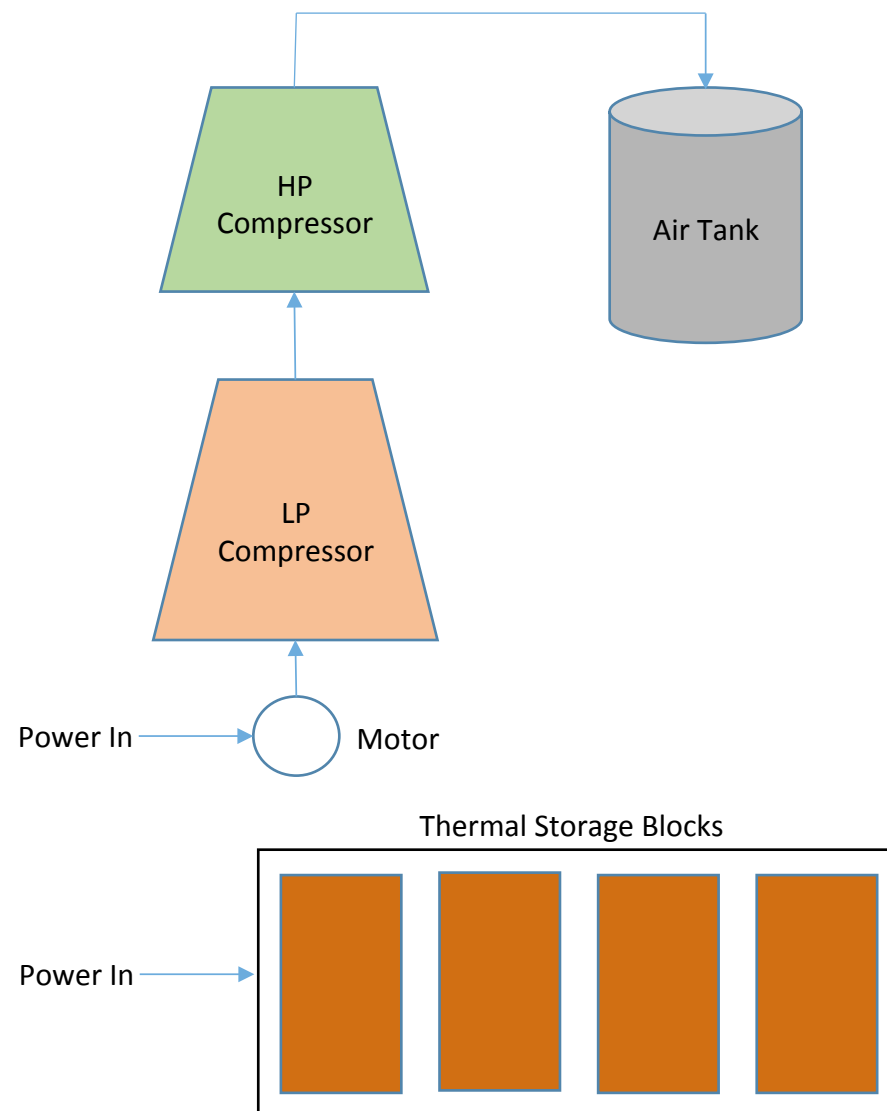 HP
Compressor
Air Tank
LP
Compressor
Power In
Motor
Thermal Storage Blocks
Power In